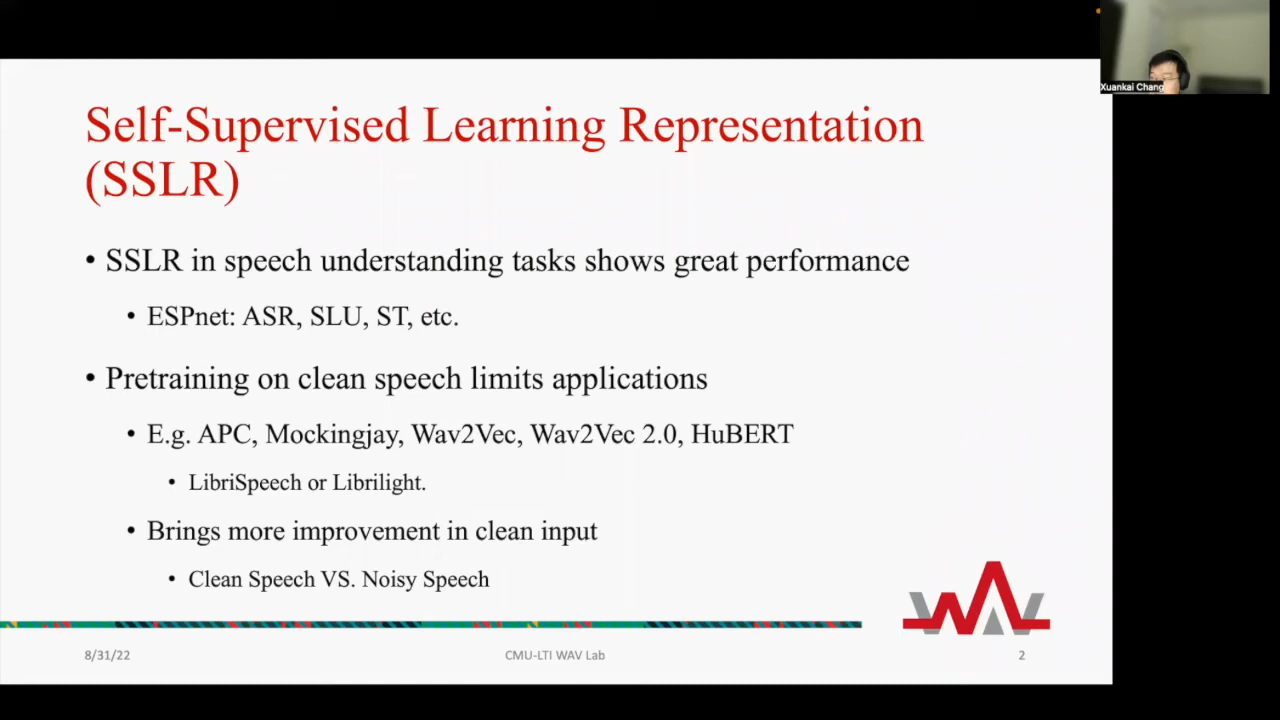 Xuankai Chang
Self-Supervised Learning Representation
(SSLR)
• SSLR in speech understanding tasks shows great performance
• ESPnet: ASR, SLU, ST, etc.
• Pretraining on clean speech limits applications
• E.g. APC, Mockingjay, Wav2Vec, Wav2Vec 2.0, HuBERT
• LibriSpeech or Librilight.
• Brings more improvement in clean input
• Clean Speech VS. Noisy Speech
WAV
8/31/22
CMU-LTI WAV Lab
2